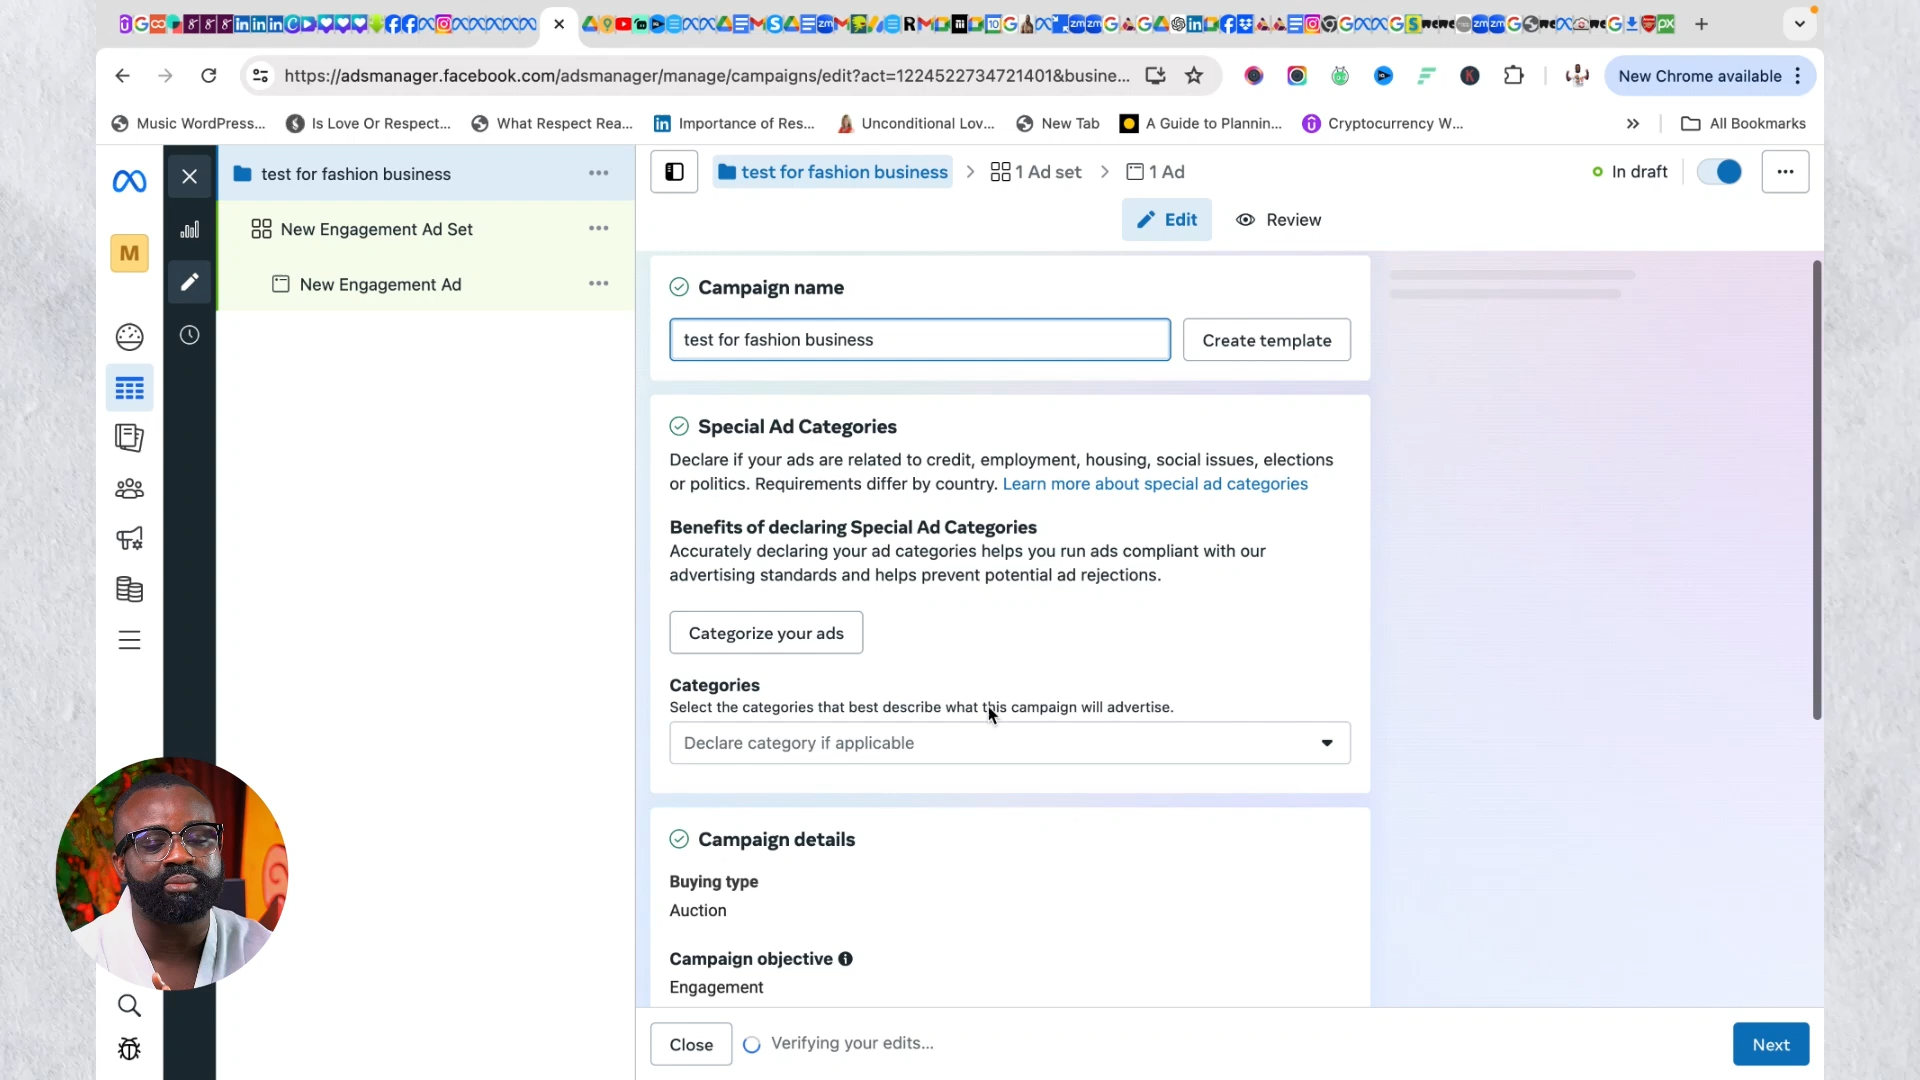 https://adsmanager.facebook.com/adsmanager/manage/campaigns/edit?act=1224522734721401&busine...
New Chrome available
Music WordPress...
Is Love Or Respect...
What Respect Rea...
Importance of Res...
Unconditional Lov...
New Tab
A Guide to Plannin...
Cryptocurrency W...
All Bookmarks
test for fashion business
New Engagement Ad Set
New Engagement Ad
M
test for fashion business
1 Ad set
1 Ad
In draft
Edit
Review
Campaign name
test for fashion business
Create template
Special Ad Categories
Declare if your ads are related to credit, employment, housing, social issues, elections
or politics. Requirements differ by country. Learn more about special ad categories
Benefits of declaring Special Ad Categories
Accurately declaring your ad categories helps you run ads compliant with our
advertising standards and helps prevent potential ad rejections.
Categorize your ads
Categories
Select the categories that best describe what this campaign will advertise.
Declare category if applicable
Campaign details
Buying type
Auction
Campaign objective
Engagement
Close
Verifying your edits...
Next